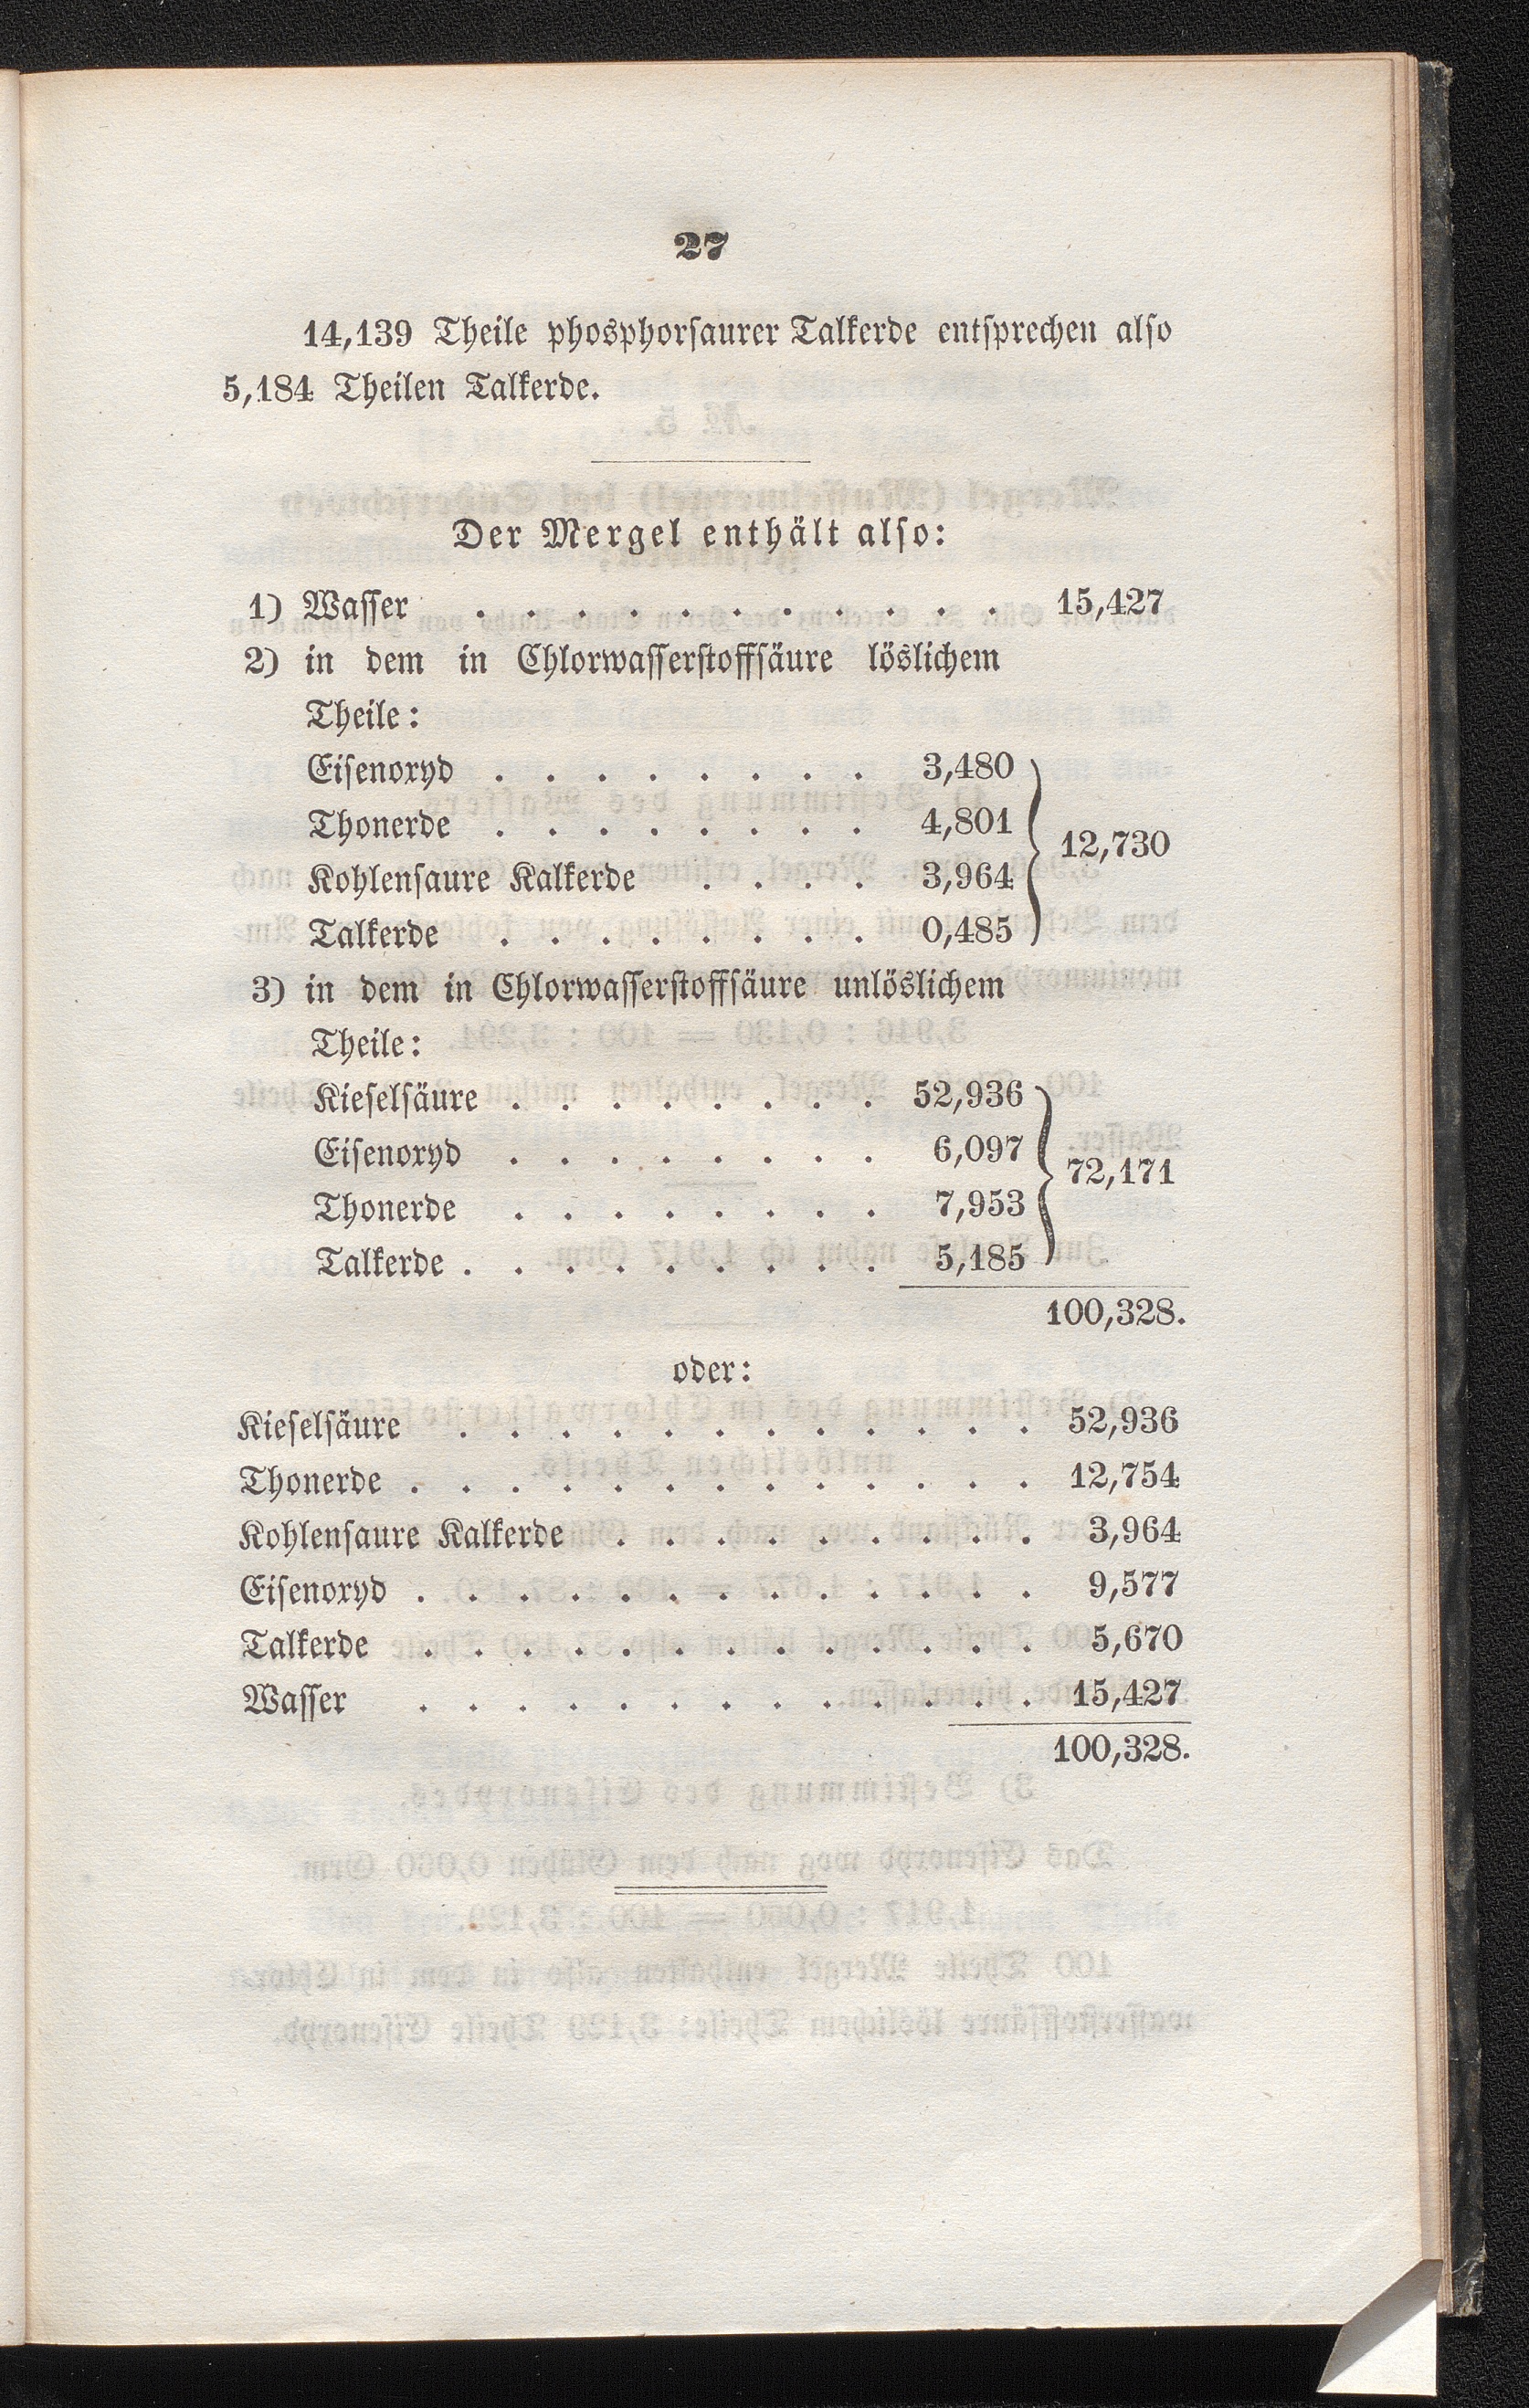 27
14,139 Theile phosphorsaurer Talkerde entsprechen also
5,184 Theilen Talkerde.
Der Mergel enthält also:
1) Wasser . . . . . . . . . . . 15,427
2) in dem in Chlorwasserstoffsäure löslichem
Theile:
Eisenoxyd . . . . . . . . 3,480
Thonerde . . . . . . . . 4,801
12,730
Kohlensaure Kalkerde . . . . 3,964
Talkerde . . . . . . . . 0,485
3) in dem in Chlorwasserstoffsäure unlöslichem
Theile:
Kieselsäure . . . . . . . . 52,936
Eisenoxyd . . . . . . . . 6,097
72,171
Thonerde . . . . . . . . 7,953
Talkerde . . . . . . . . . 5,185
100,328.
oder:
Kieselsäure . . . . . . . . . . . . 52,936
Thonerde . . . . . . . . . . . . . 12,754
Kohlensaure Kalkerde . . . . . . . . . 3,964
Eisenoxyd . . . . . . . . . . . . . 9,577
Talkerde . . . . . . . . . . . . . 5,670
Wasser . . . . . . . . . . . . . 15,427
100,328.